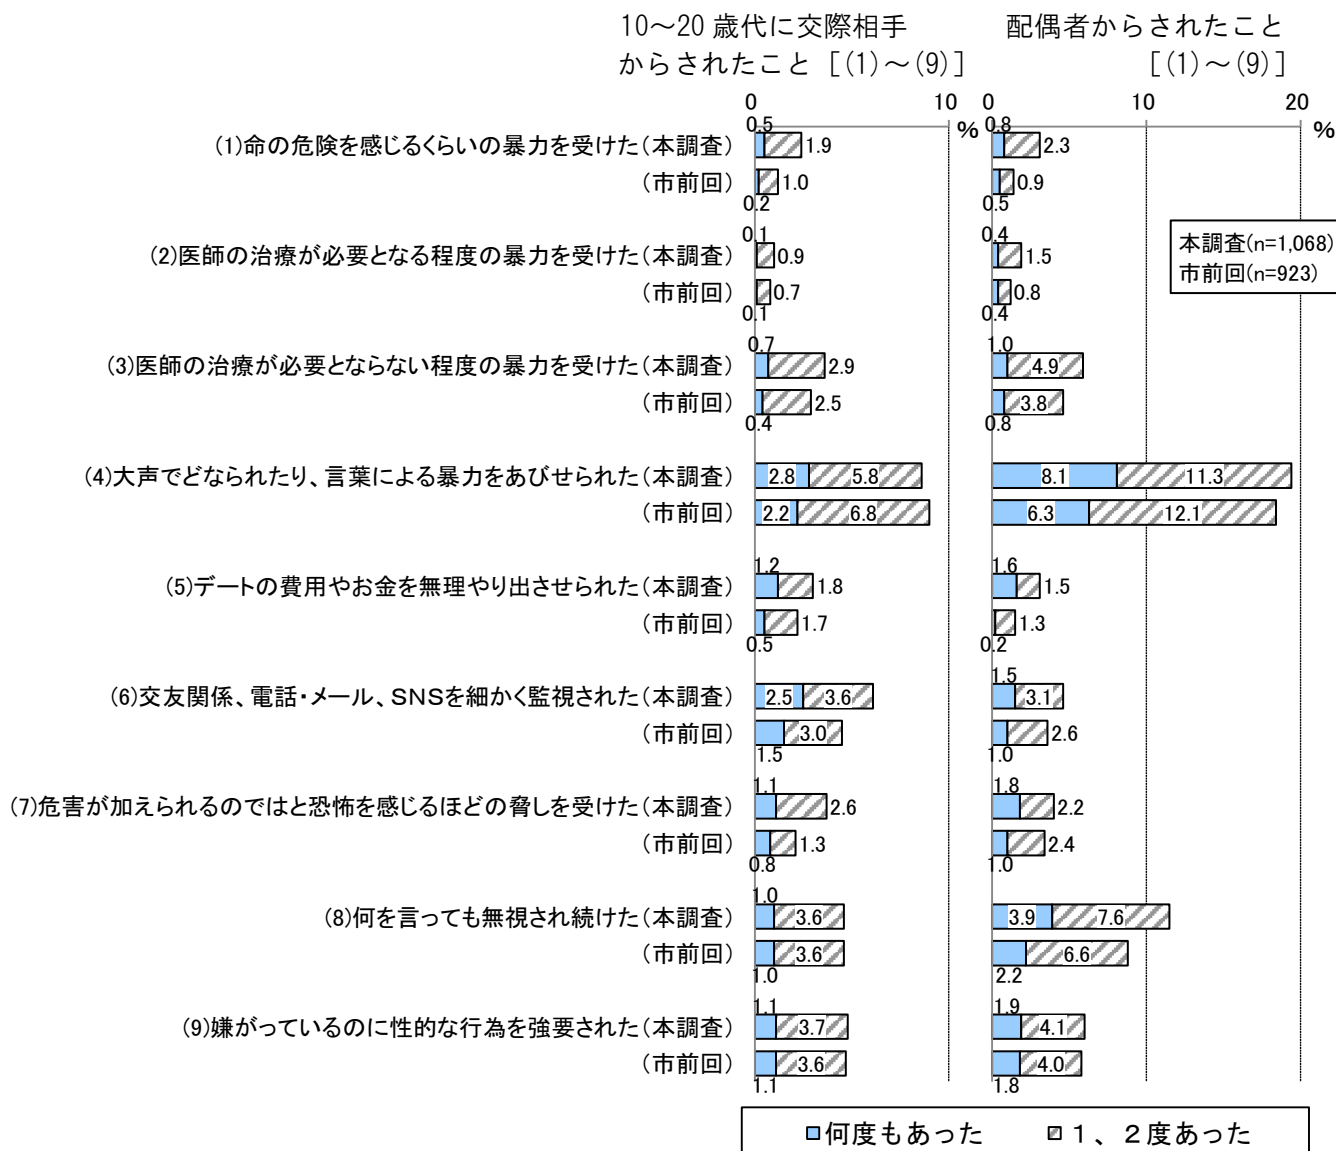 10～20 歳代に交際相手
からされたこと［(1)～(9)］
配偶者からされたこと
［(1)～(9)］
0 10 %
0 10 20 %
本調査(n=1,068)
市前回(n=923)
(1)命の危険を感じるくらいの暴力を受けた(本調査) 0.5 1.9 0.8 2.3
(市前回) 0.2 1.0 0.5 0.9
(2)医師の治療が必要となる程度の暴力を受けた(本調査) 0.1 0.9 0.4 1.5
(市前回) 0.1 0.7 0.4 0.8
(3)医師の治療が必要とならない程度の暴力を受けた(本調査) 0.7 2.9 1.0 4.9
(市前回) 0.4 2.5 0.8 3.8
(4)大声でどなられたり、言葉による暴力をあびせられた(本調査) 2.8 5.8 8.1 11.3
(市前回) 2.2 6.8 6.3 12.1
(5)デートの費用やお金を無理やり出させられた(本調査) 1.2 1.8 1.6 1.5
(市前回) 0.5 1.7 0.2 1.3
(6)交友関係、電話・メール、SNSを細かく監視された(本調査) 2.5 3.6 1.5 3.1
(市前回) 1.5 3.0 1.0 2.6
(7)危害が加えられるのではと恐怖を感じるほどの脅しを受けた(本調査) 1.1 2.6 1.8 2.2
(市前回) 0.8 1.3 1.0 2.4
(8)何を言っても無視され続けた(本調査) 1.0 3.6 3.9 7.6
(市前回) 1.0 3.6 2.2 6.6
(9)嫌がっているのに性的な行為を強要された(本調査) 1.1 3.7 1.9 4.1
(市前回) 1.1 3.6 1.8 4.0
何度もあった １、２度あった